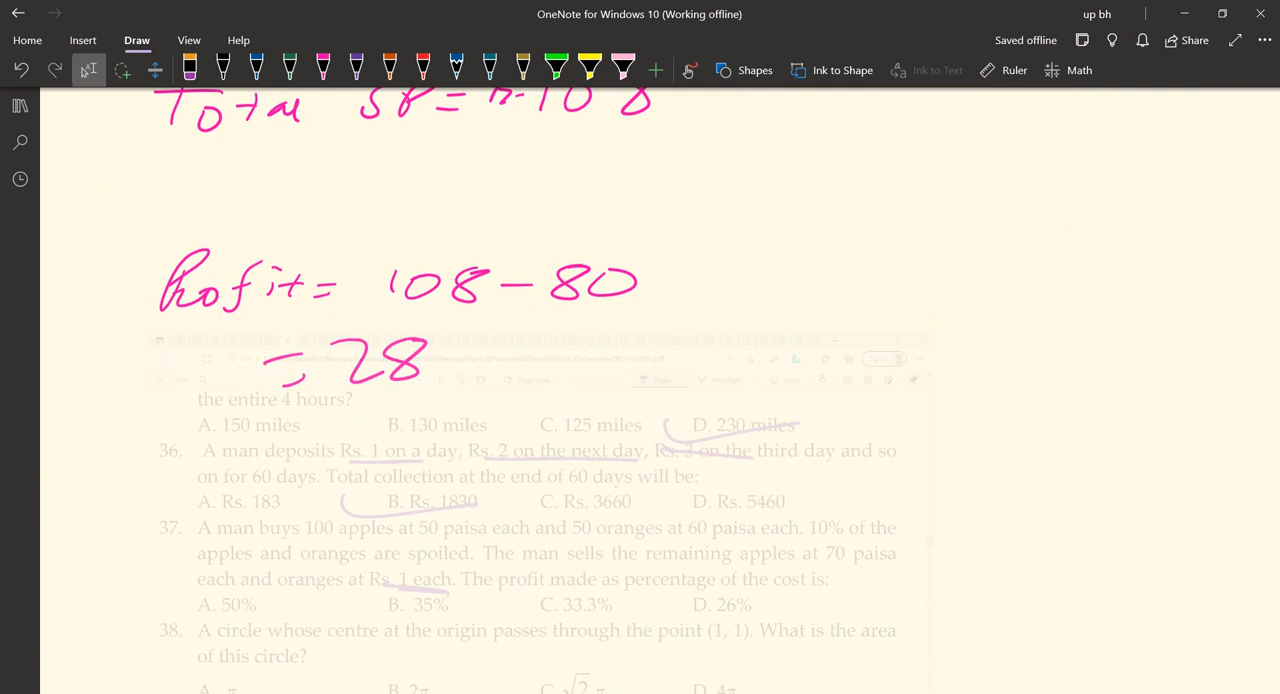 OneNote for Windows 10 (Working offline)
up bh
Home Insert Draw View Help
Saved offline Share
Shapes Ink to Shape Ink to Text Ruler Math
Total SP = 108
Profit = 108 - 80
= 28
the entire 4 hours?
A. 150 miles B. 130 miles C. 125 miles D. 230 miles
36. A man deposits Rs. 1 on a day, Rs. 2 on the next day, Rs. 3 on the third day and so
on for 60 days. Total collection at the end of 60 days will be:
A. Rs. 183 B. Rs. 1830 C. Rs. 3660 D. Rs. 5460
37. A man buys 100 apples at 50 paisa each and 50 oranges at 60 paisa each. 10% of the
apples and oranges are spoiled. The man sells the remaining apples at 70 paisa
each and oranges at Rs. 1 each. The profit made as percentage of the cost is:
A. 50% B. 35% C. 33.3% D. 26%
38. A circle whose centre at the origin passes through the point (1, 1). What is the area
of this circle?
A. π B. 2π C. √2 π D. 4π